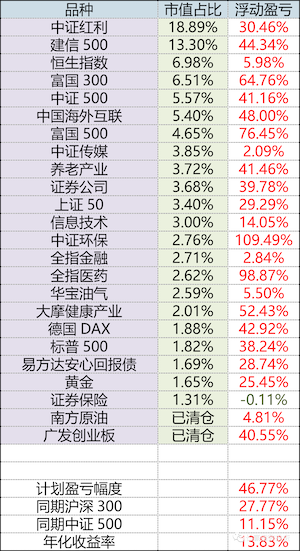 品种 市值占比 浮动盈亏
中证红利 18.89% 30.46%
建信 500 13.30% 44.34%
恒生指数 6.98% 5.98%
富国 300 6.51% 64.76%
中证 500 5.57% 41.16%
中国海外互联 5.40% 48.00%
富国 500 4.65% 76.45%
中证传媒 3.85% 2.09%
养老产业 3.72% 41.46%
证券公司 3.68% 39.78%
上证 50 3.40% 29.29%
信息技术 3.00% 14.05%
中证环保 2.76% 109.49%
全指金融 2.71% 2.84%
全指医药 2.62% 98.87%
华宝油气 2.59% 5.50%
大摩健康产业 2.01% 52.43%
德国 DAX 1.88% 42.92%
标普 500 1.82% 38.24%
易方达安心回报债 1.69% 28.74%
黄金 1.65% 25.45%
证券保险 1.31% -0.11%
南方原油 已清仓 4.81%
广发创业板 已清仓 40.55%
计划盈亏幅度 46.77%
同期沪深 300 27.77%
同期中证 500 11.15%
年化收益率 13.83%